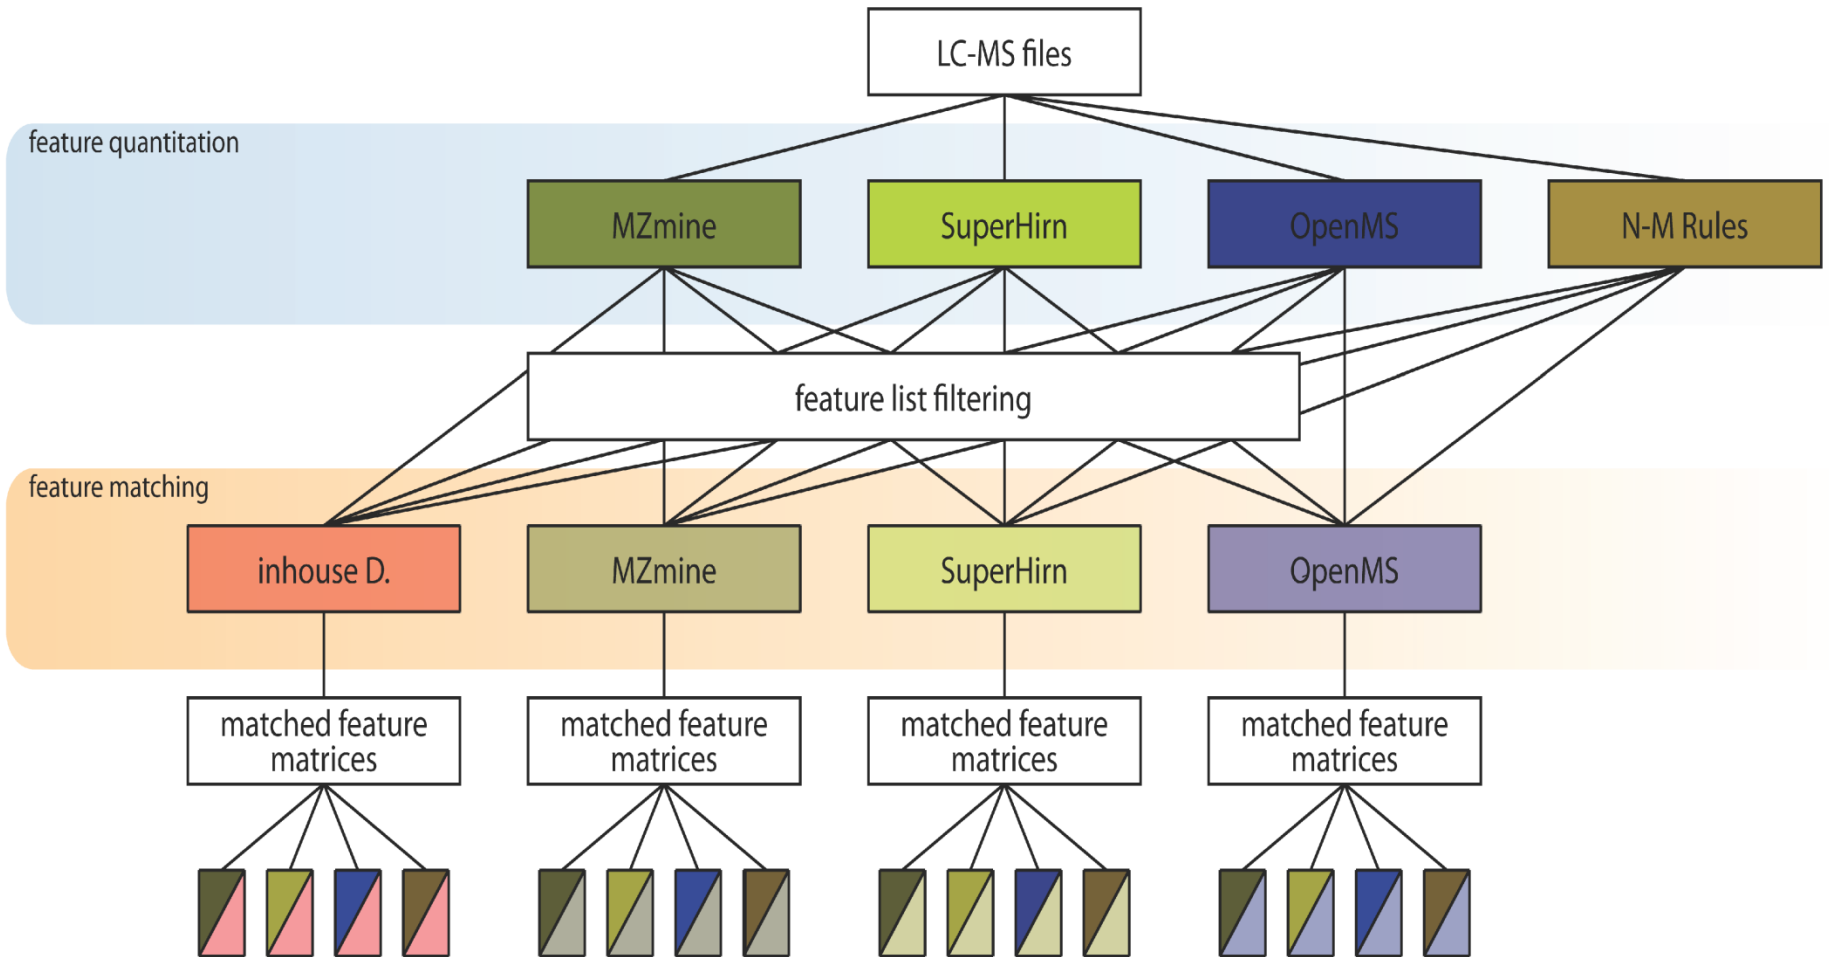 LC-MS files
feature quantitation
MZmine
SuperHirn
OpenMS
N-M Rules
feature list filtering
feature matching
inhouse D.
MZmine
SuperHirn
OpenMS
matched feature
matrices
matched feature
matrices
matched feature
matrices
matched feature
matrices